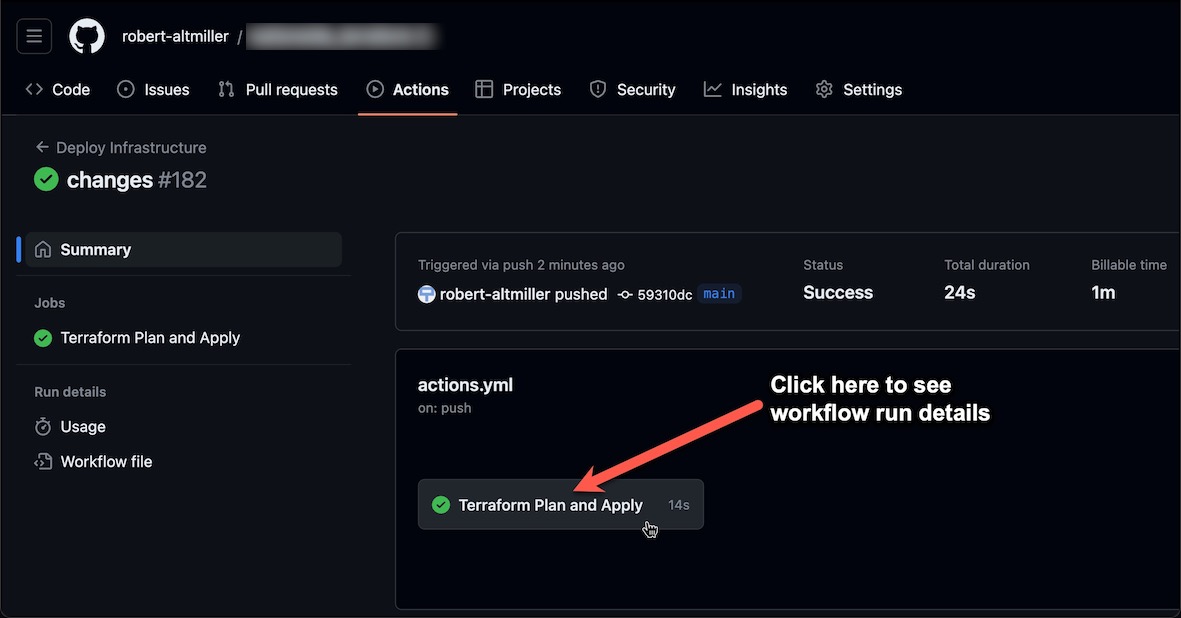 robert-altmiller /
Code Issues Pull requests Actions Projects Security Insights Settings
Deploy Infrastructure
changes #182
Summary
Jobs
Terraform Plan and Apply
Run details
Usage
Workflow file
Triggered via push 2 minutes ago
robert-altmiller pushed 59310dc main
Status
Success
Total duration
24s
Billable time
1m
actions.yml
on: push
Click here to see
workflow run details
Terraform Plan and Apply 14s